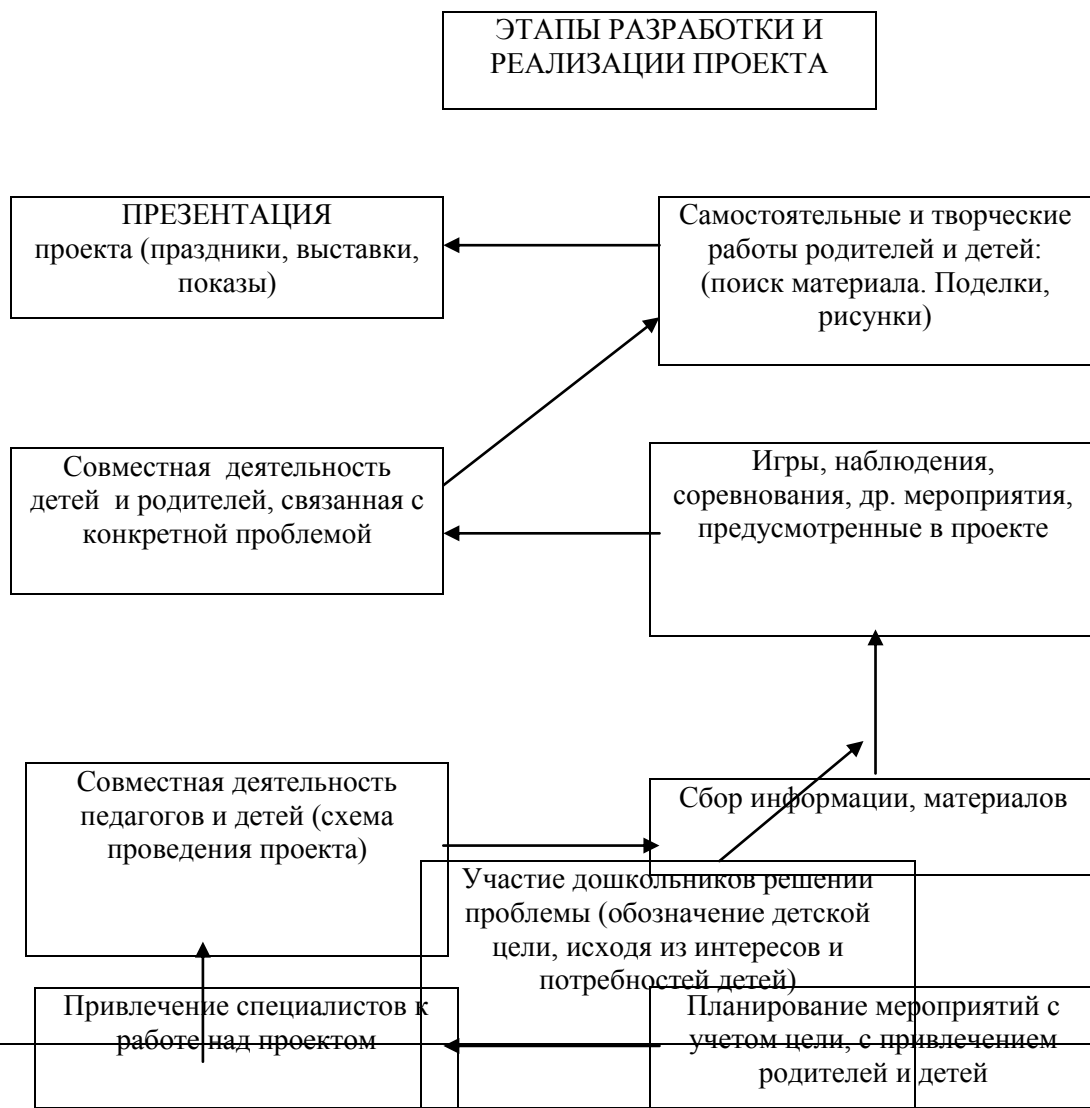 ЭТАПЫ РАЗРАБОТКИ И
РЕАЛИЗАЦИИ ПРОЕКТА
ПРЕЗЕНТАЦИЯ
проекта (праздники, выставки,
показы)
Самостоятельные и творческие
работы родителей и детей:
(поиск материала. Поделки,
рисунки)
Совместная деятельность
детей и родителей, связанная с
конкретной проблемой
Игры, наблюдения,
соревнования, др. мероприятия,
предусмотренные в проекте
Совместная деятельность
педагогов и детей (схема
проведения проекта)
Сбор информации, материалов
Участие дошкольников решении
проблемы (обозначение детской
цели, исходя из интересов и
потребностей детей)
Привлечение специалистов к
работе над проектом
Планирование мероприятий с
учетом цели, с привлечением
родителей и детей